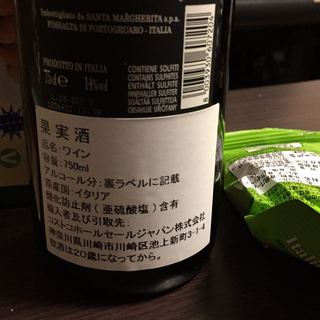 Imbottigliato da SANTA MARGHERITA s.p.a.
FOSSALTA DI PORTOGRUARO - ITALIA
PRODOTTO IN ITALIA
75cl e 14%vol
CONTIENE SOLFITI
CONTAINS SULPHITES
ENTHÄLT SULFITE
INNEHÅLLER SULFITER
SISÄLTÄÄ SULFIITTEJA
果実酒
品名:ワイン
容量:750ml
アルコール分:裏ラベルに記載
原産国:イタリア
酸化防止剤(亜硫酸塩)含有
輸入者及び引取先:
コストコホールセールジャパン株式会社
神奈川県川崎市川崎区池上新町3-1-4
飲酒は20歳になってから。